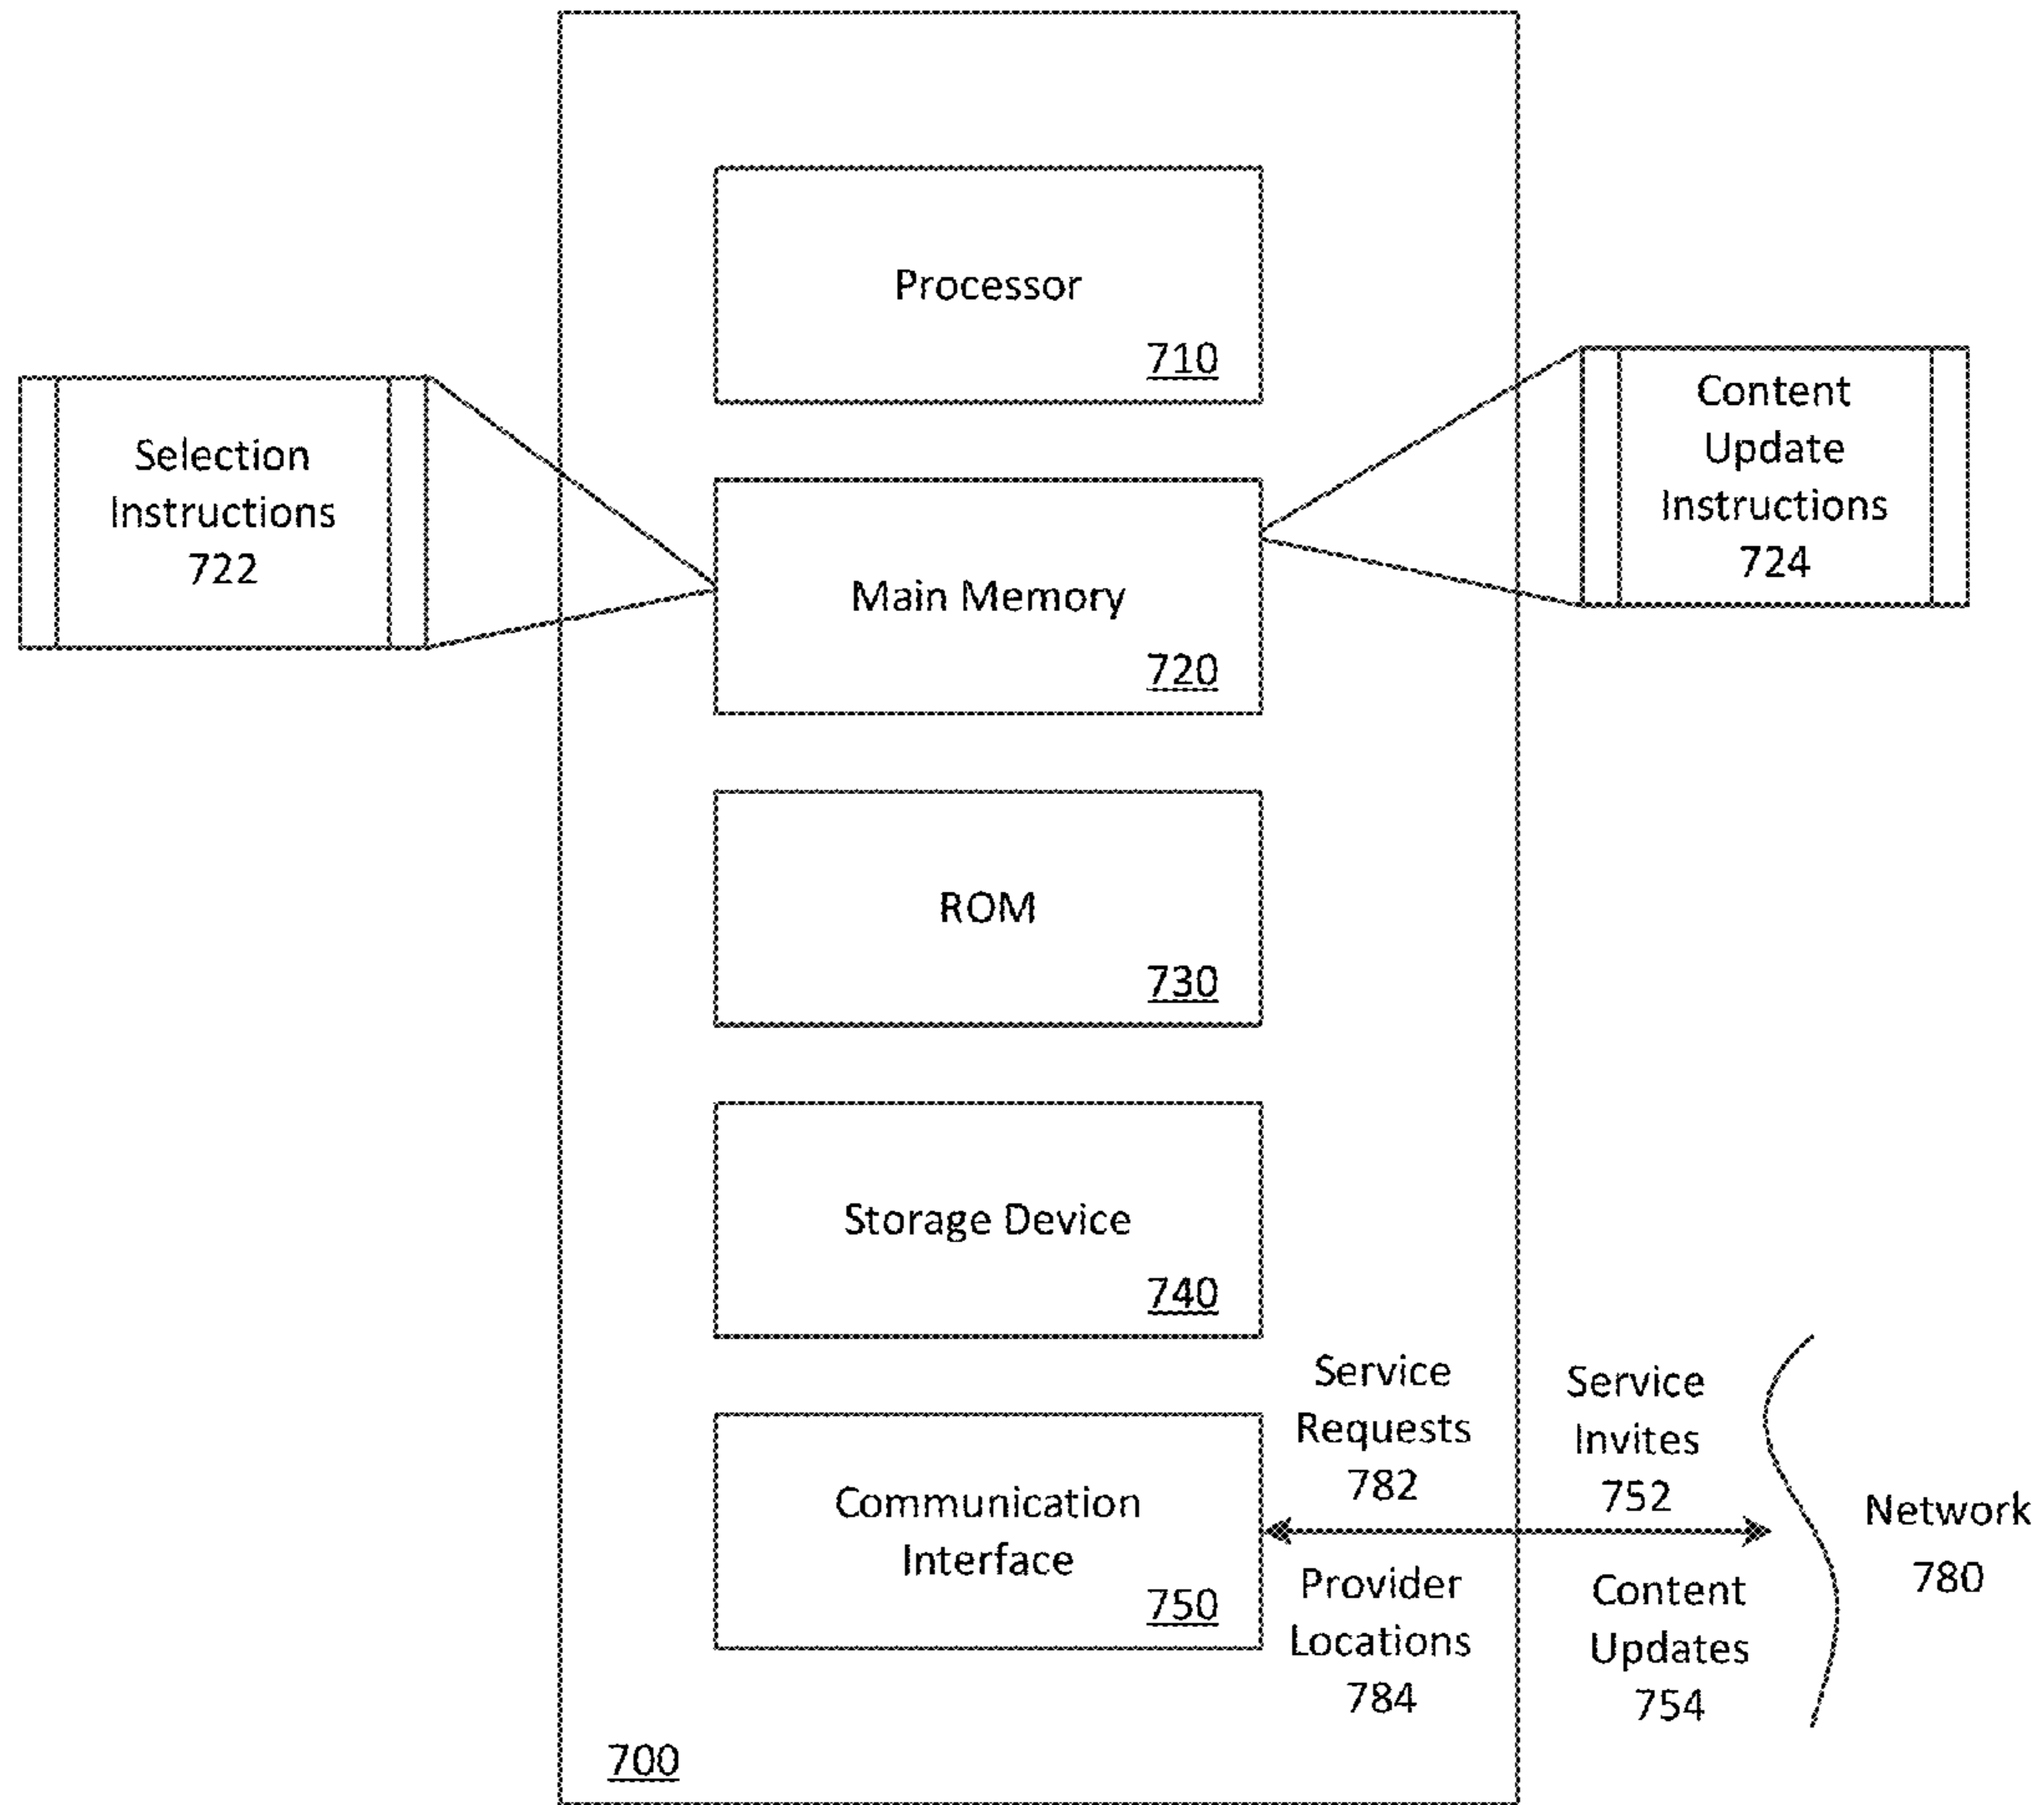 Processor
710
Selection
Instructions
722
Content
Update
Instructions
724
Main Memory
720
ROM
730
Storage Device
740
Communication
Interface
750
Service
Requests
782
Service
Invites
752
Provider
Locations
784
Content
Updates
754
Network
780
700